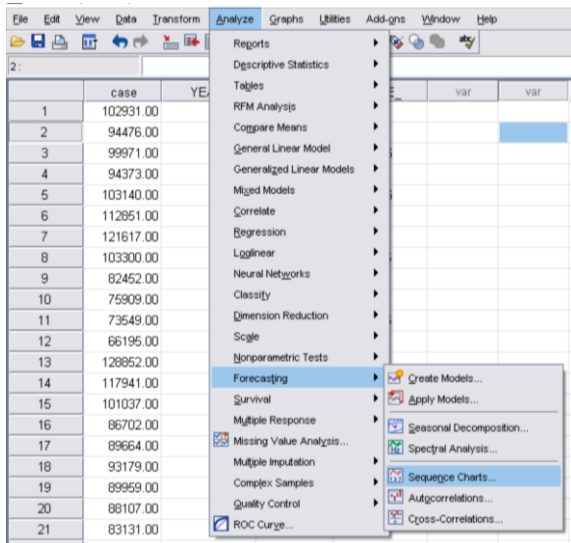 File Edit View Data Transform Analyze Graphs Utilities Add-ons Window Help
2:
case YEA var var
1 102931.00
2 94476.00
3 99971.00
4 94373.00
5 103140.00
6 112851.00
7 121617.00
8 103300.00
9 82452.00
10 75909.00
11 73549.00
12 66195.00
13 128852.00
14 117941.00
15 101037.00
16 86702.00
17 89664.00
18 93179.00
19 89959.00
20 88107.00
21 83131.00
Reports
Descriptive Statistics
Tables
RFM Analysis
Compare Means
General Linear Model
Generalized Linear Models
Mixed Models
Correlate
Regression
Loglinear
Neural Networks
Classify
Dimension Reduction
Scale
Nonparametric Tests
Forecasting
Survival
Multiple Response
Missing Value Analysis...
Multiple Imputation
Complex Samples
Quality Control
ROC Curve...
Create Models...
Apply Models...
Seasonal Decomposition...
Spectral Analysis...
Sequence Charts...
Autocorrelations...
Cross-Correlations...